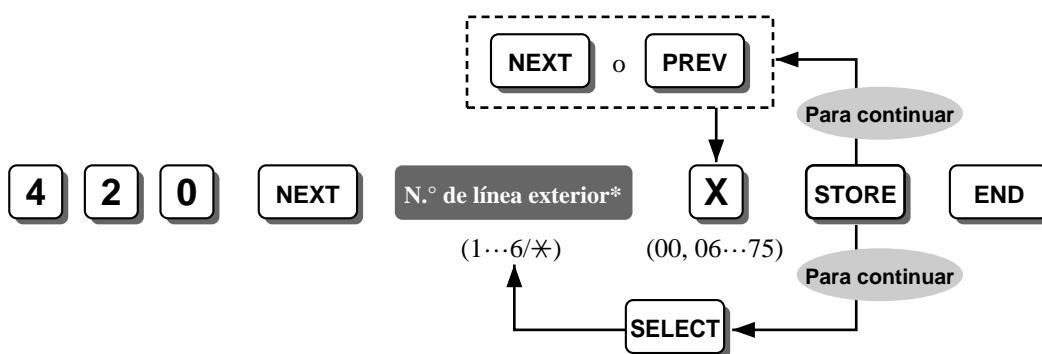 NEXT o PREV
Para continuar
4 2 0 NEXT N.° de línea exterior* X STORE END
(1···6/✳) (00, 06···75)
Para continuar
SELECT